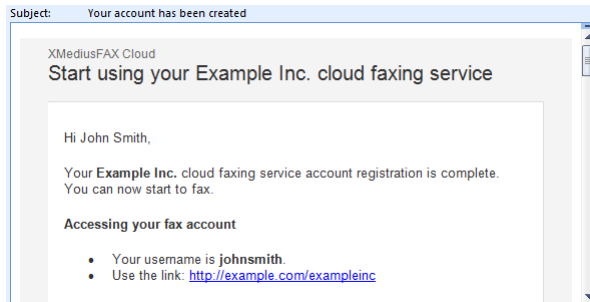 Subject: Your account has been created
XMediusFAX Cloud
Start using your Example Inc. cloud faxing service
Hi John Smith,
Your Example Inc. cloud faxing service account registration is complete.
You can now start to fax.
Accessing your fax account
• Your username is johnsmith.
• Use the link: http://example.com/exampleinc